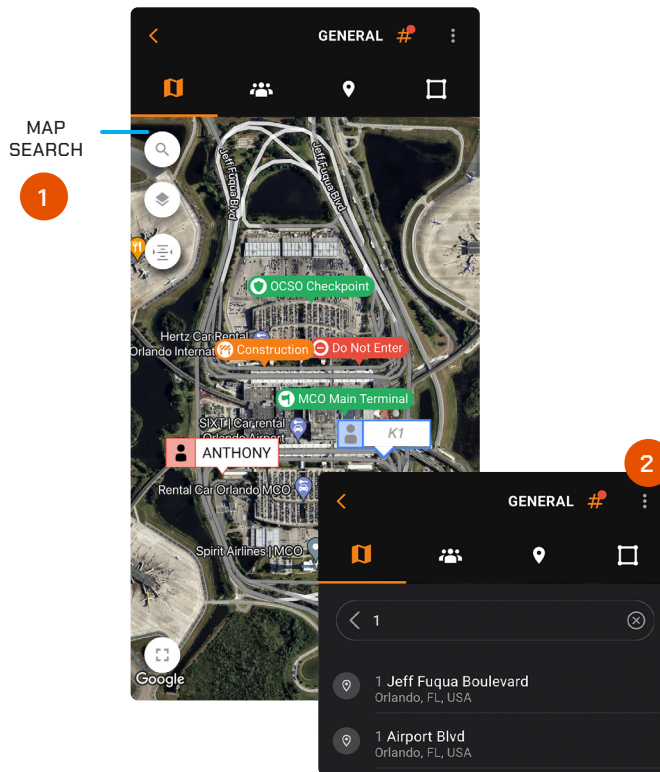 GENERAL #
MAP
SEARCH
1
Jeff Fuqua Blvd
Jeff Fuqua Blvd
OCSO Checkpoint
Hertz Car Rental
Orlando Internat
Construction
Do Not Enter
MCO Main Terminal
SIXT | Car rental
Orlando Airport
K1
ANTHONY
Rental Car Orlando MCO
Spirit Airlines | MCO
Google
2
GENERAL #
1
1 Jeff Fuqua Boulevard
Orlando, FL, USA
1 Airport Blvd
Orlando, FL, USA